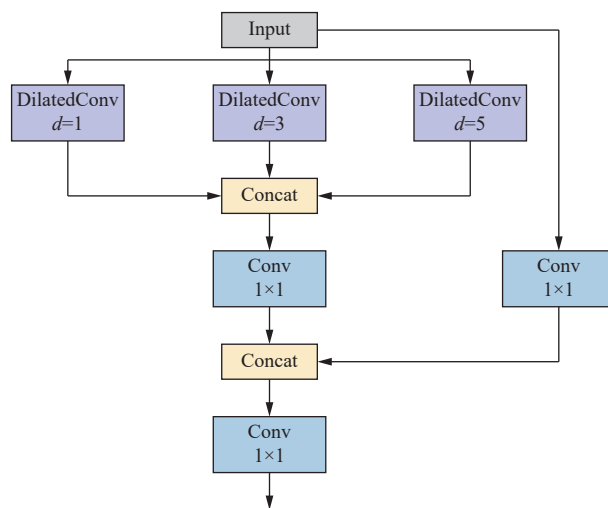 Input
DilatedConv
d=1
DilatedConv
d=3
DilatedConv
d=5
Concat
Conv
1×1
Conv
1×1
Concat
Conv
1×1